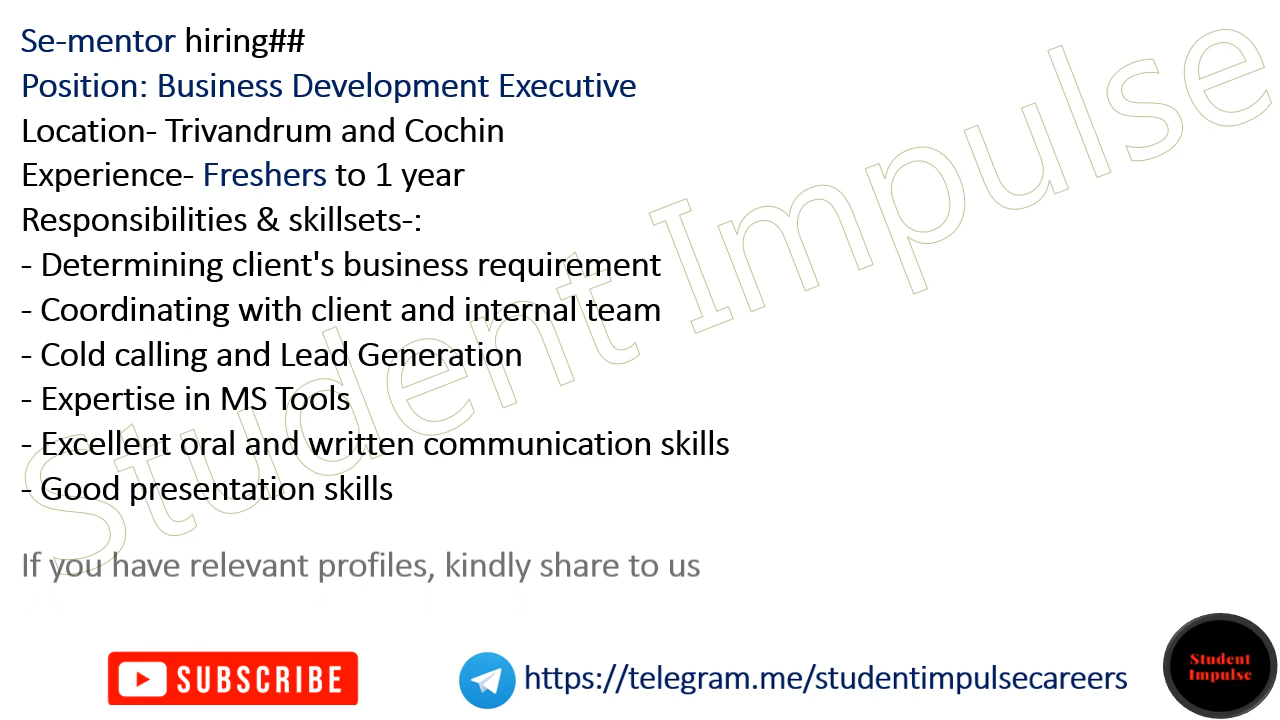 Se-mentor hiring##
Position: Business Development Executive
Location- Trivandrum and Cochin
Experience- Freshers to 1 year
Responsibilities & skillsets-:
- Determining client's business requirement
- Coordinating with client and internal team
- Cold calling and Lead Generation
- Expertise in MS Tools
- Excellent oral and written communication skills
- Good presentation skills
If you have relevant profiles, kindly share to us
Student Impulse
SUBSCRIBE
https://telegram.me/studentimpulsecareers
Student
Impulse